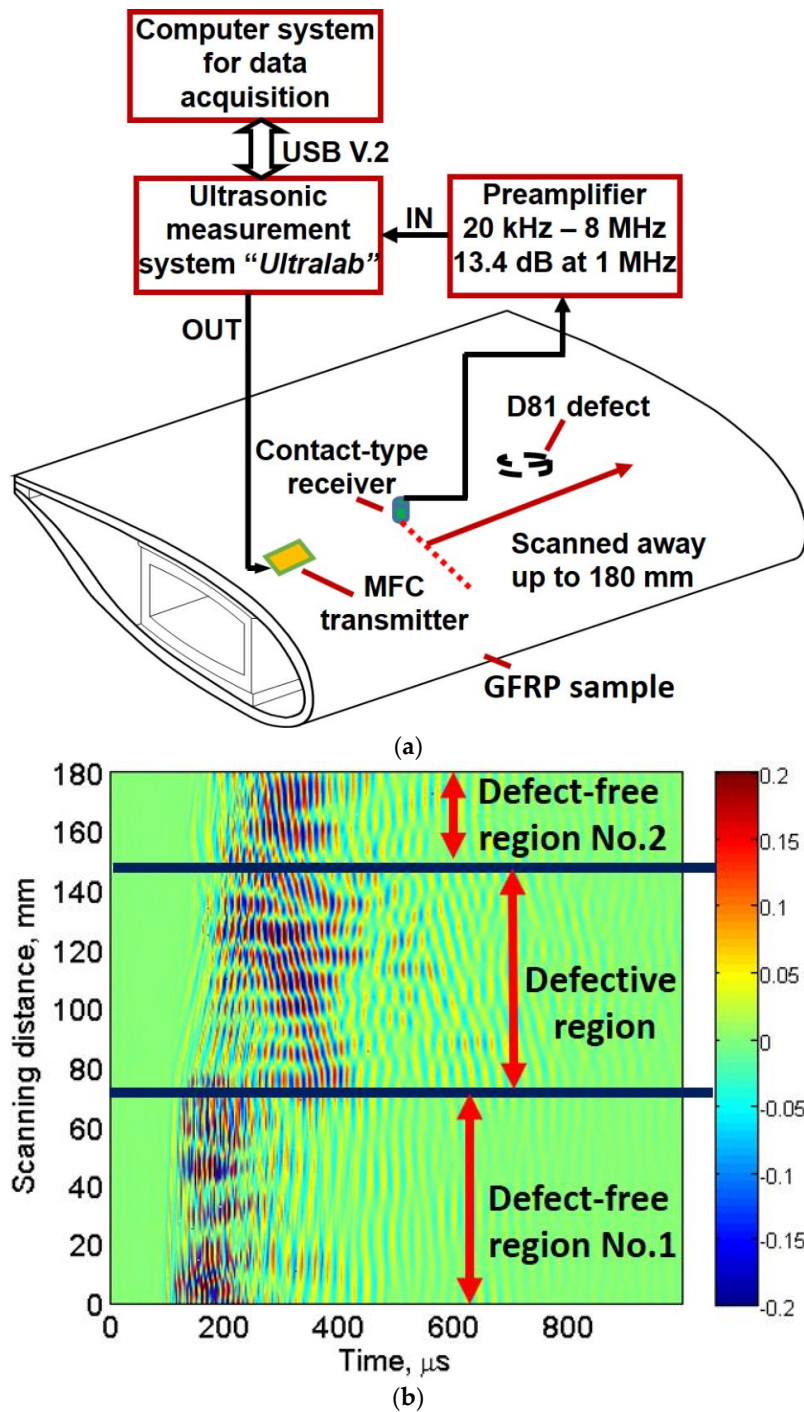 Computer system
for data
acquisition
USB V.2
Ultrasonic
measurement
system “Ultralab”
IN
Preamplifier
20 kHz – 8 MHz
13.4 dB at 1 MHz
OUT
D81 defect
Contact-type
receiver
Scanned away
up to 180 mm
MFC
transmitter
GFRP sample
(a)
180
160
140
120
100
80
60
40
20
0
Scanning distance, mm
Defect-free
region No.2
Defective
region
Defect-free
region No.1
0.2
0.15
0.1
0.05
0
-0.05
-0.1
-0.15
-0.2
0 200 400 600 800
Time, μs
(b)